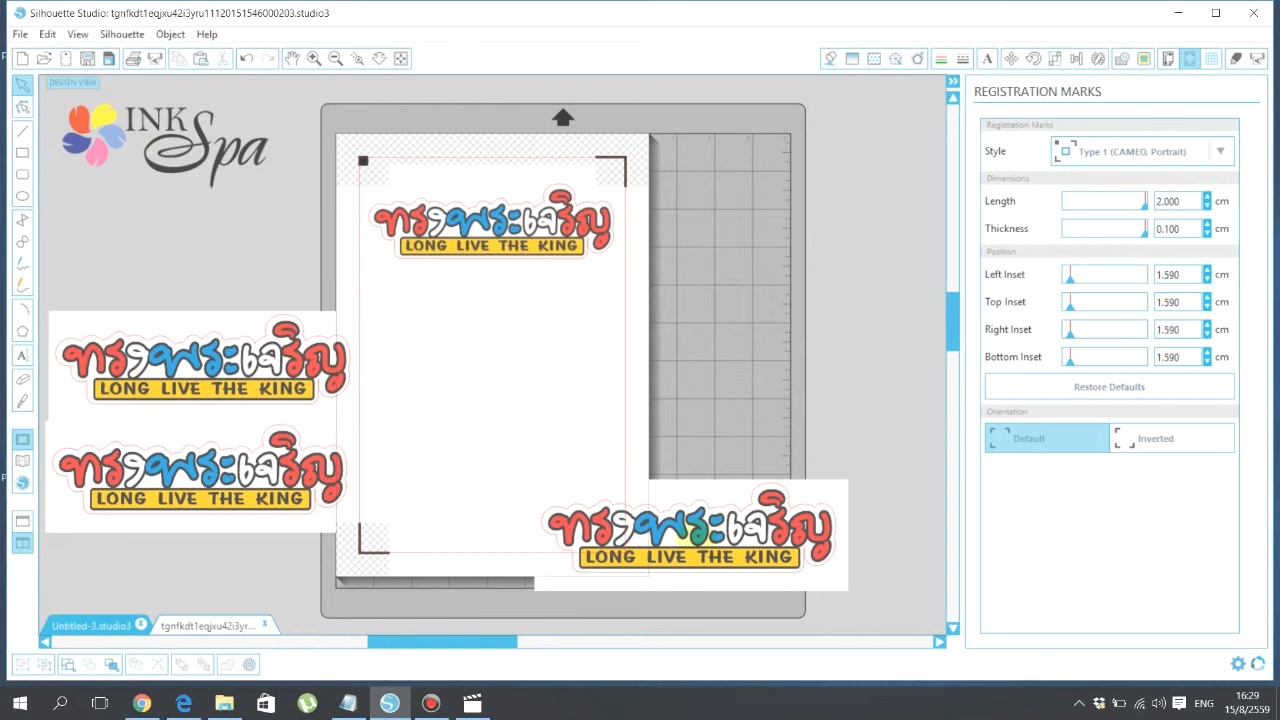 Silhouette Studio: tgnfkdt1eqjxu42i3yru11120151546000203.studio3
File Edit View Silhouette Object Help
DESIGN VIEW
INK
Spa
ทรงพระเจริญ
LONG LIVE THE KING
ทรงพระเจริญ
LONG LIVE THE KING
ทรงพระเจริญ
LONG LIVE THE KING
ทรงพระเจริญ
LONG LIVE THE KING
Untitled-3.studio3
tgnfkdt1eqjxu42i3yr...
REGISTRATION MARKS
Registration Marks
Style Type 1 (CAMEO, Portrait)
Dimensions
Length 2.000 cm
Thickness 0.100 cm
Position
Left Inset 1.590 cm
Top Inset 1.590 cm
Right Inset 1.590 cm
Bottom Inset 1.590 cm
Restore Defaults
Orientation
Default Inverted
ENG
16:29
15/8/2559